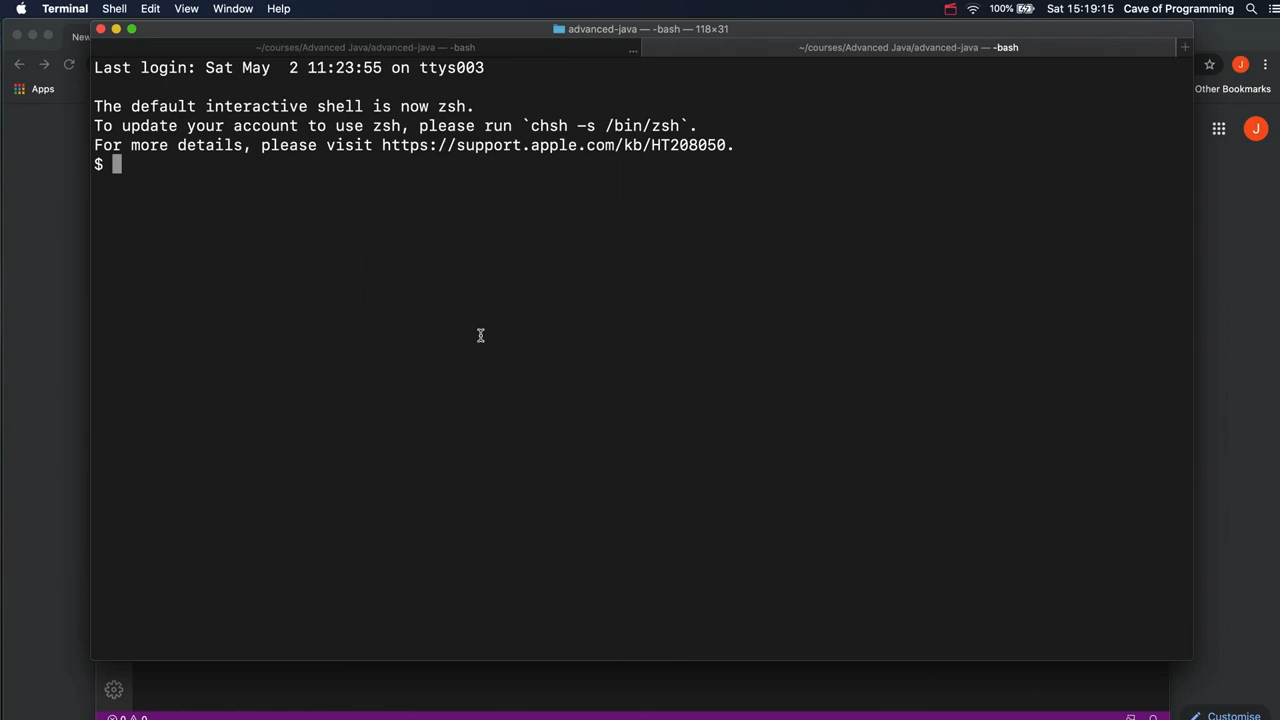 Terminal Shell Edit View Window Help 100% Sat 15:19:15 Cave of Programming
advanced-java — -bash — 118×31
New
~/courses/Advanced Java/advanced-java — -bash ... ~/courses/Advanced Java/advanced-java — -bash +
J
Apps Other Bookmarks
Last login: Sat May  2 11:23:55 on ttys003
The default interactive shell is now zsh.
To update your account to use zsh, please run `chsh -s /bin/zsh`.
For more details, please visit https://support.apple.com/kb/HT208050.
$
J
0 0
Customise